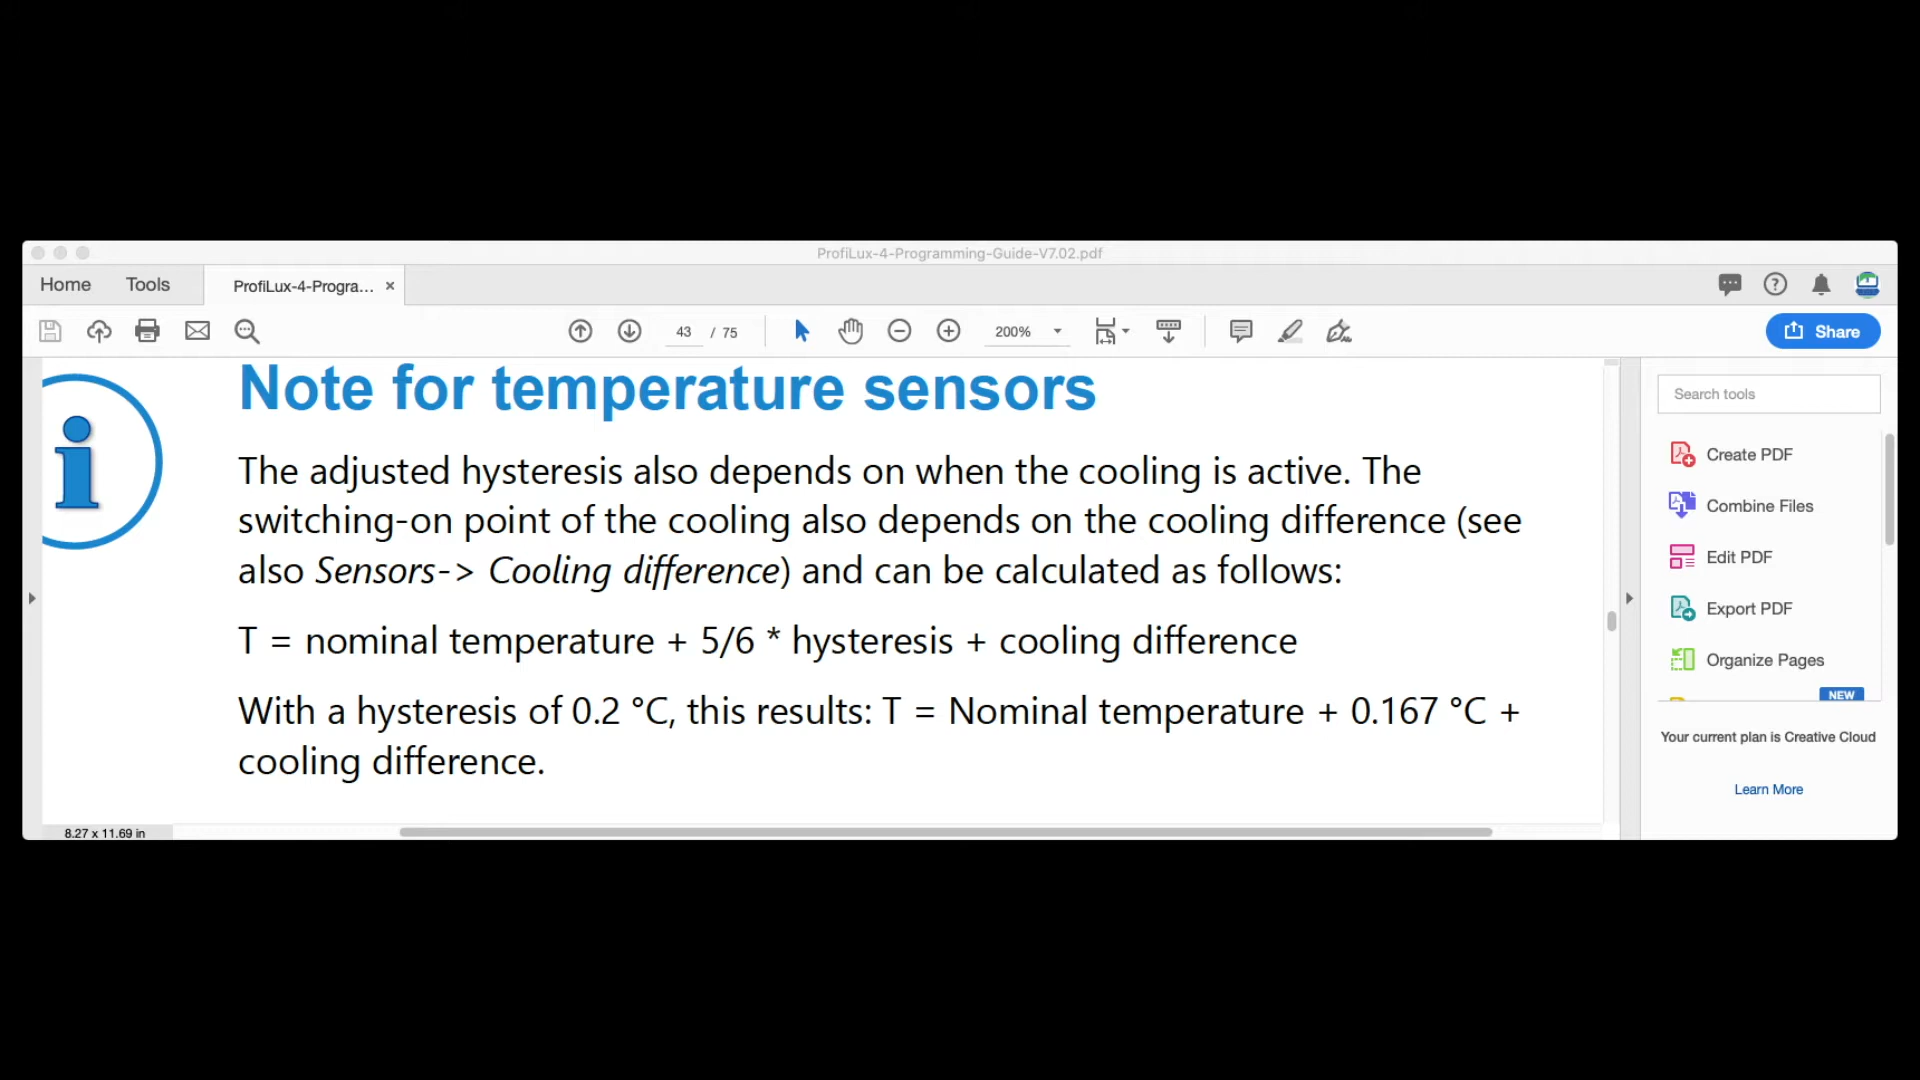 ProfiLux-4-Programming-Guide-V7.02.pdf
Home Tools ProfiLux-4-Progra... ×
43 / 75 200% Share
Note for temperature sensors
The adjusted hysteresis also depends on when the cooling is active. The
switching-on point of the cooling also depends on the cooling difference (see
also Sensors-> Cooling difference) and can be calculated as follows:
T = nominal temperature + 5/6 * hysteresis + cooling difference
With a hysteresis of 0.2 °C, this results: T = Nominal temperature + 0.167 °C +
cooling difference.
8.27 x 11.69 in
Search tools
Create PDF
Combine Files
Edit PDF
Export PDF
Organize Pages
NEW
Your current plan is Creative Cloud
Learn More